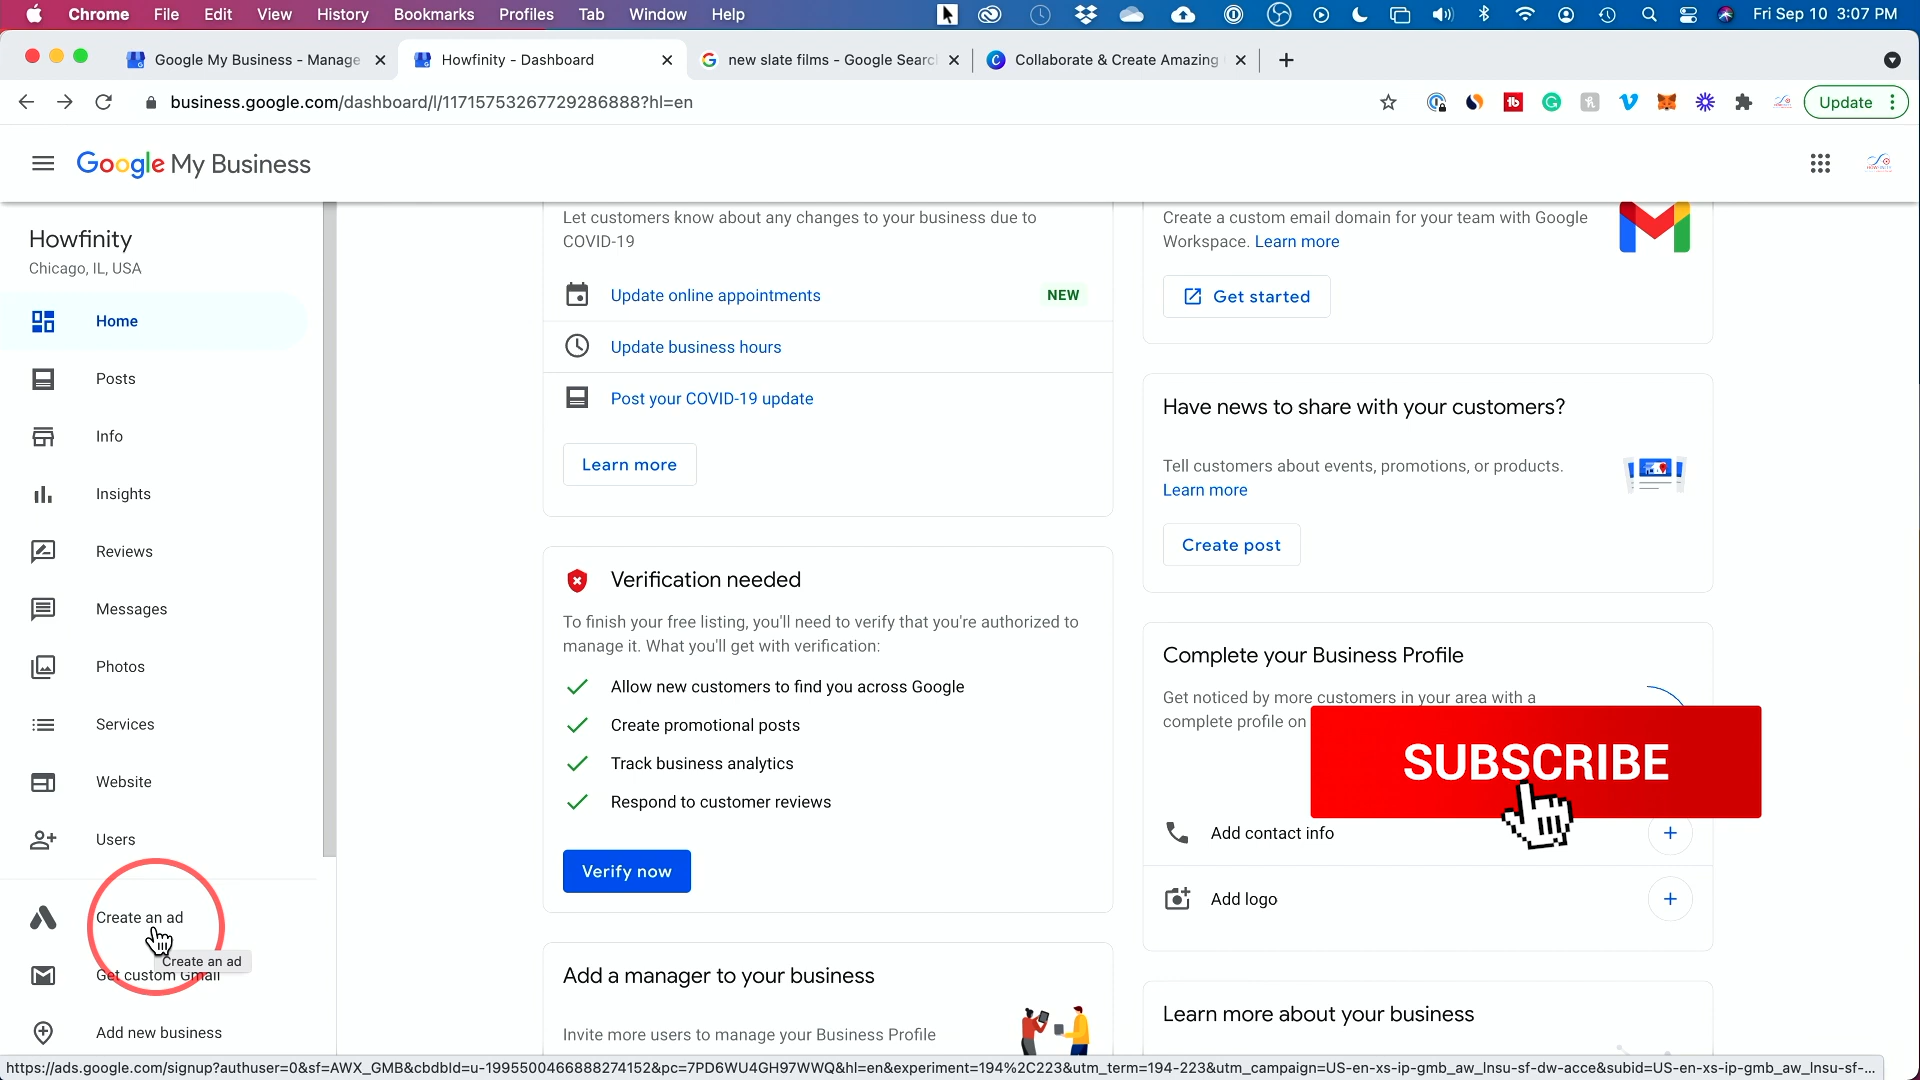 Chrome File Edit View History Bookmarks Profiles Tab Window Help Fri Sep 10 3:07 PM
Google My Business - Manage Howfinity - Dashboard new slate films - Google Searc Collaborate & Create Amazing
business.google.com/dashboard/l/11715753267729286888?hl=en Update
Google My Business
Howfinity
Chicago, IL, USA
Home
Posts
Info
Insights
Reviews
Messages
Photos
Services
Website
Users
Create an ad
Create an ad
Get custom Gmail
Add new business
Let customers know about any changes to your business due to
COVID-19
Update online appointments NEW
Update business hours
Post your COVID-19 update
Learn more
Verification needed
To finish your free listing, you'll need to verify that you're authorized to
manage it. What you'll get with verification:
Allow new customers to find you across Google
Create promotional posts
Track business analytics
Respond to customer reviews
Verify now
Add a manager to your business
Invite more users to manage your Business Profile
Create a custom email domain for your team with Google
Workspace. Learn more
Get started
Have news to share with your customers?
Tell customers about events, promotions, or products.
Learn more
Create post
Complete your Business Profile
Get noticed by more customers in your area with a
complete profile on
SUBSCRIBE
Add contact info
Add logo
Learn more about your business
https://ads.google.com/signup?authuser=0&sf=AWX_GMB&cbdbId=u-1995500466888274152&pc=7PD6WU4GH97WWQ&hl=en&experiment=194%2C223&utm_term=194-223&utm_campaign=US-en-xs-ip-gmb_aw_lnsu-sf-dw-acce&subid=US-en-xs-ip-gmb_aw_lnsu-sf-...